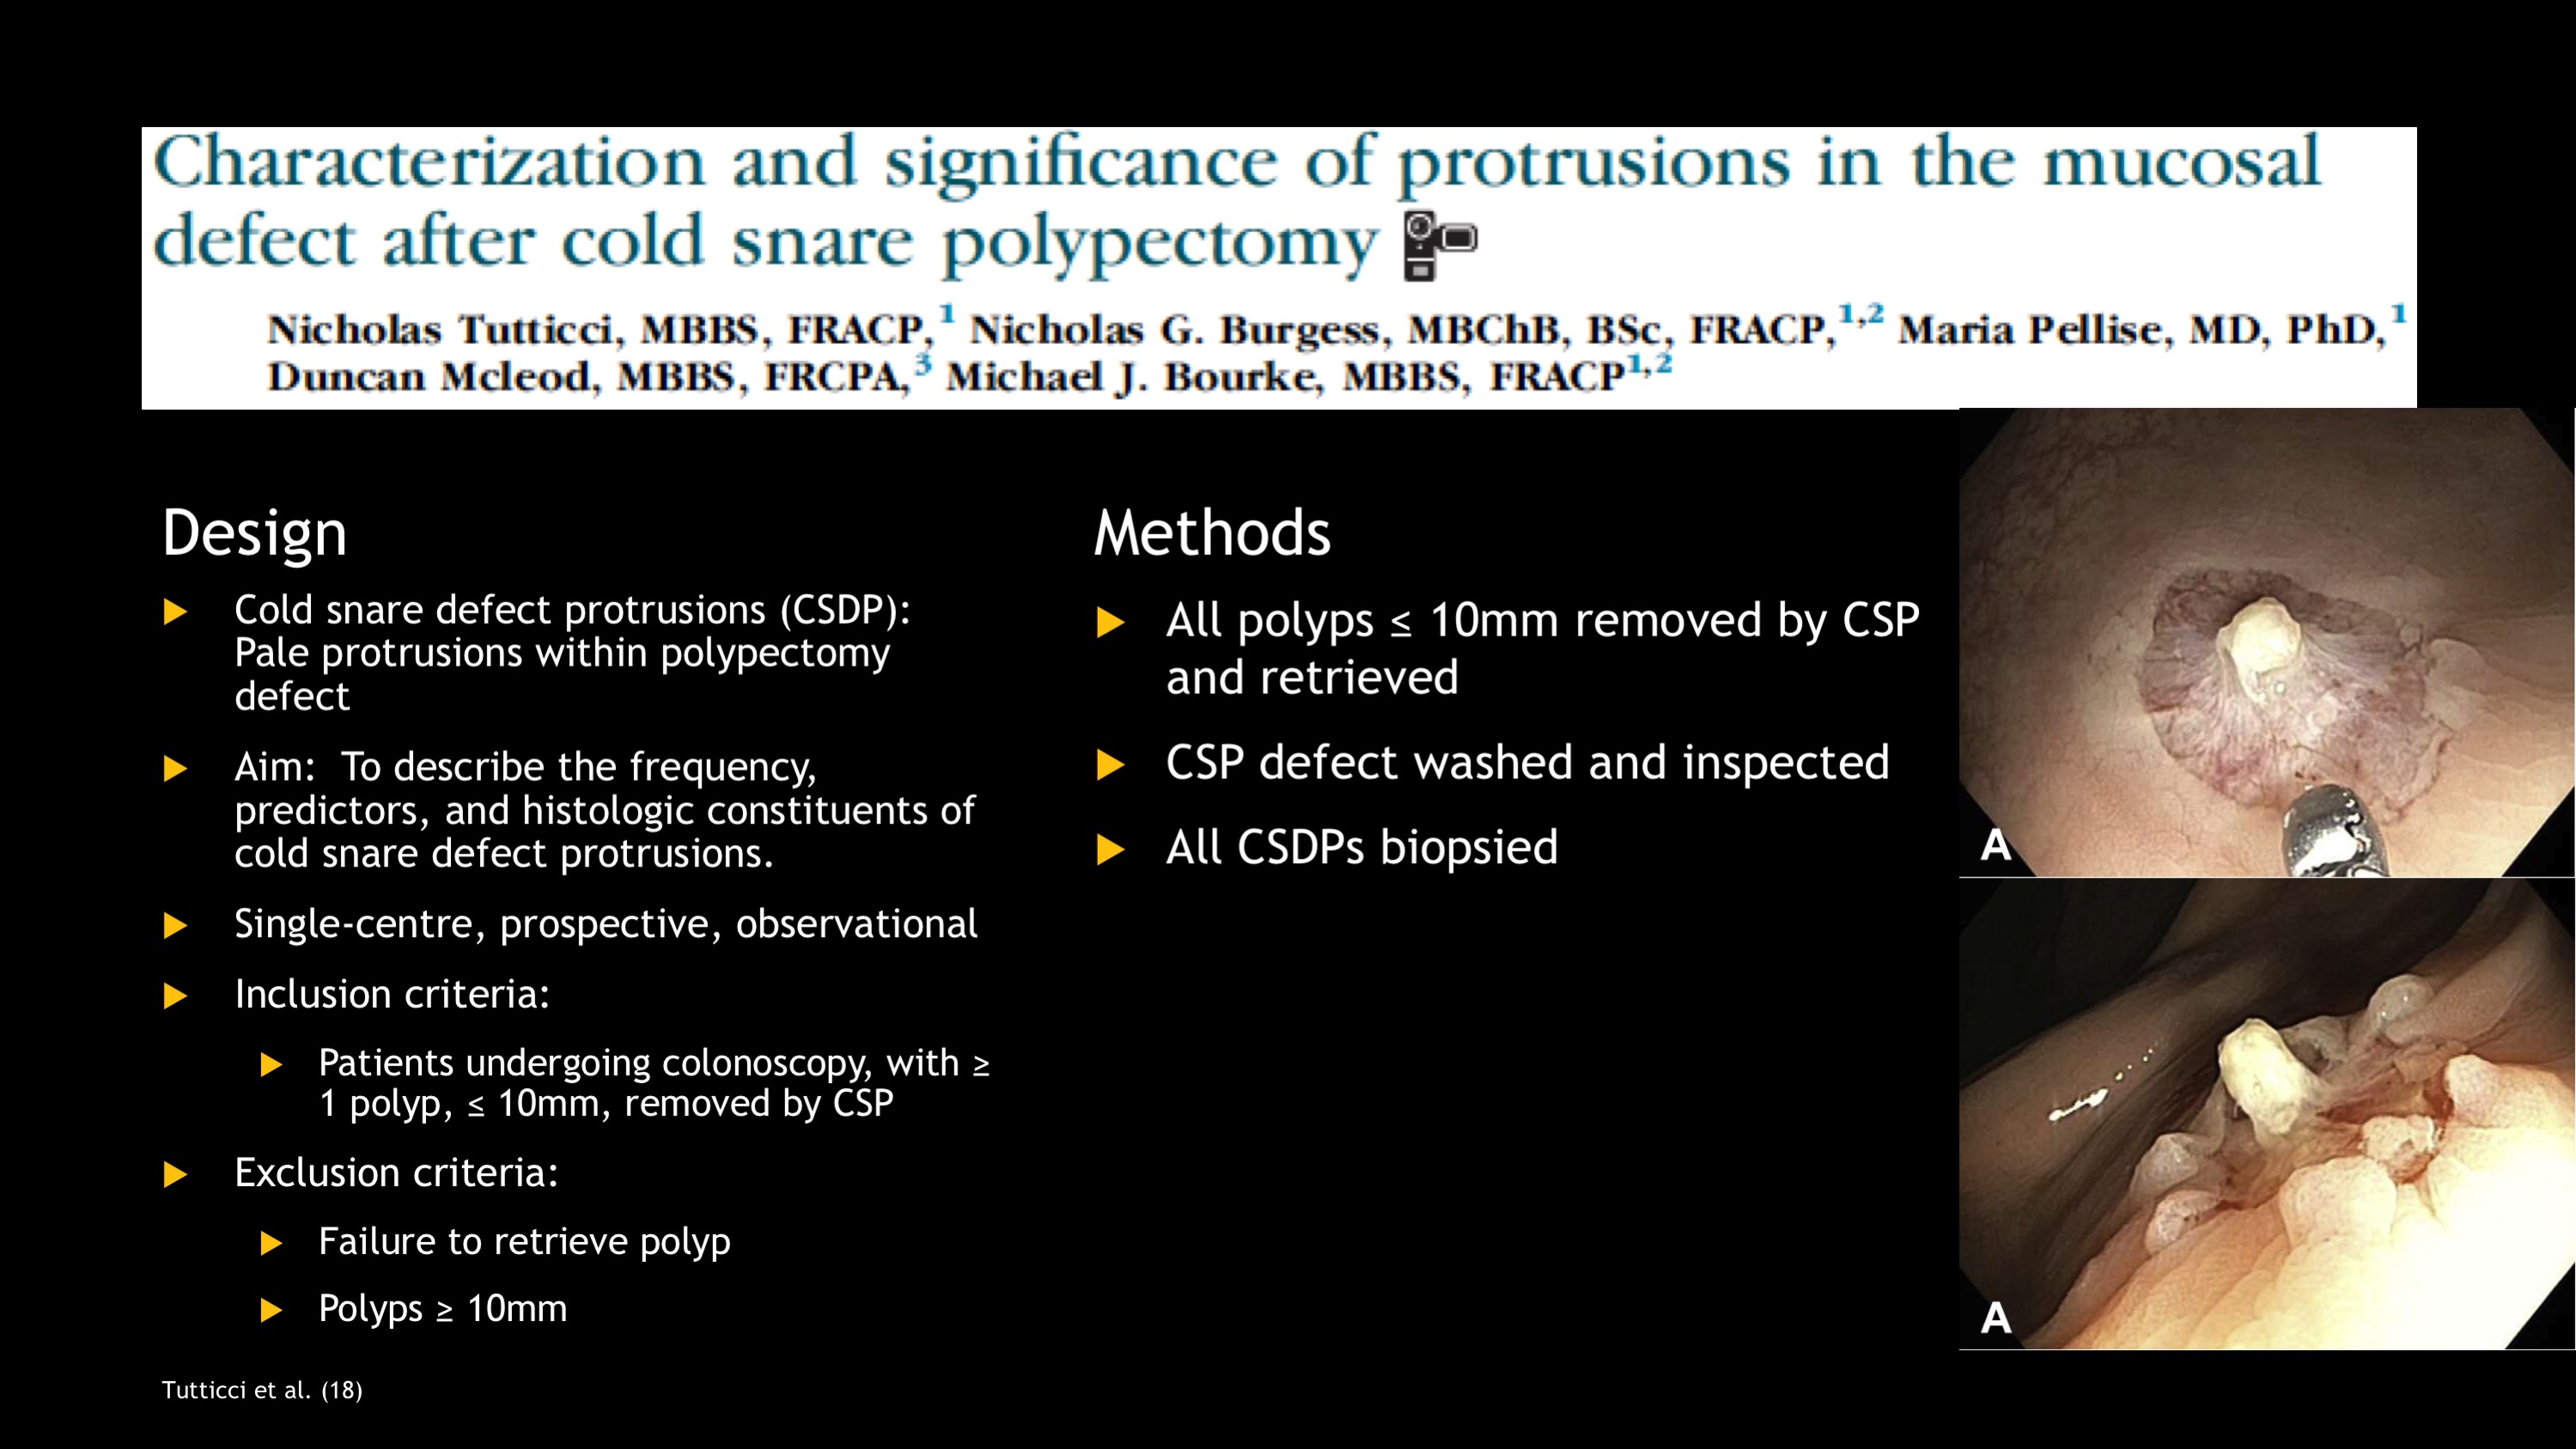 Characterization and significance of protrusions in the mucosal
defect after cold snare polypectomy
Nicholas Tutticci, MBBS, FRACP,1 Nicholas G. Burgess, MBChB, BSc, FRACP,1,2 Maria Pellise, MD, PhD,1
Duncan Mcleod, MBBS, FRCPA,3 Michael J. Bourke, MBBS, FRACP1,2
Design
Cold snare defect protrusions (CSDP):
Pale protrusions within polypectomy
defect
Aim: To describe the frequency,
predictors, and histologic constituents of
cold snare defect protrusions.
Single-centre, prospective, observational
Inclusion criteria:
Patients undergoing colonoscopy, with ≥
1 polyp, ≤ 10mm, removed by CSP
Exclusion criteria:
Failure to retrieve polyp
Polyps ≥ 10mm
Methods
All polyps ≤ 10mm removed by CSP
and retrieved
CSP defect washed and inspected
All CSDPs biopsied
A
A
Tutticci et al. (18)